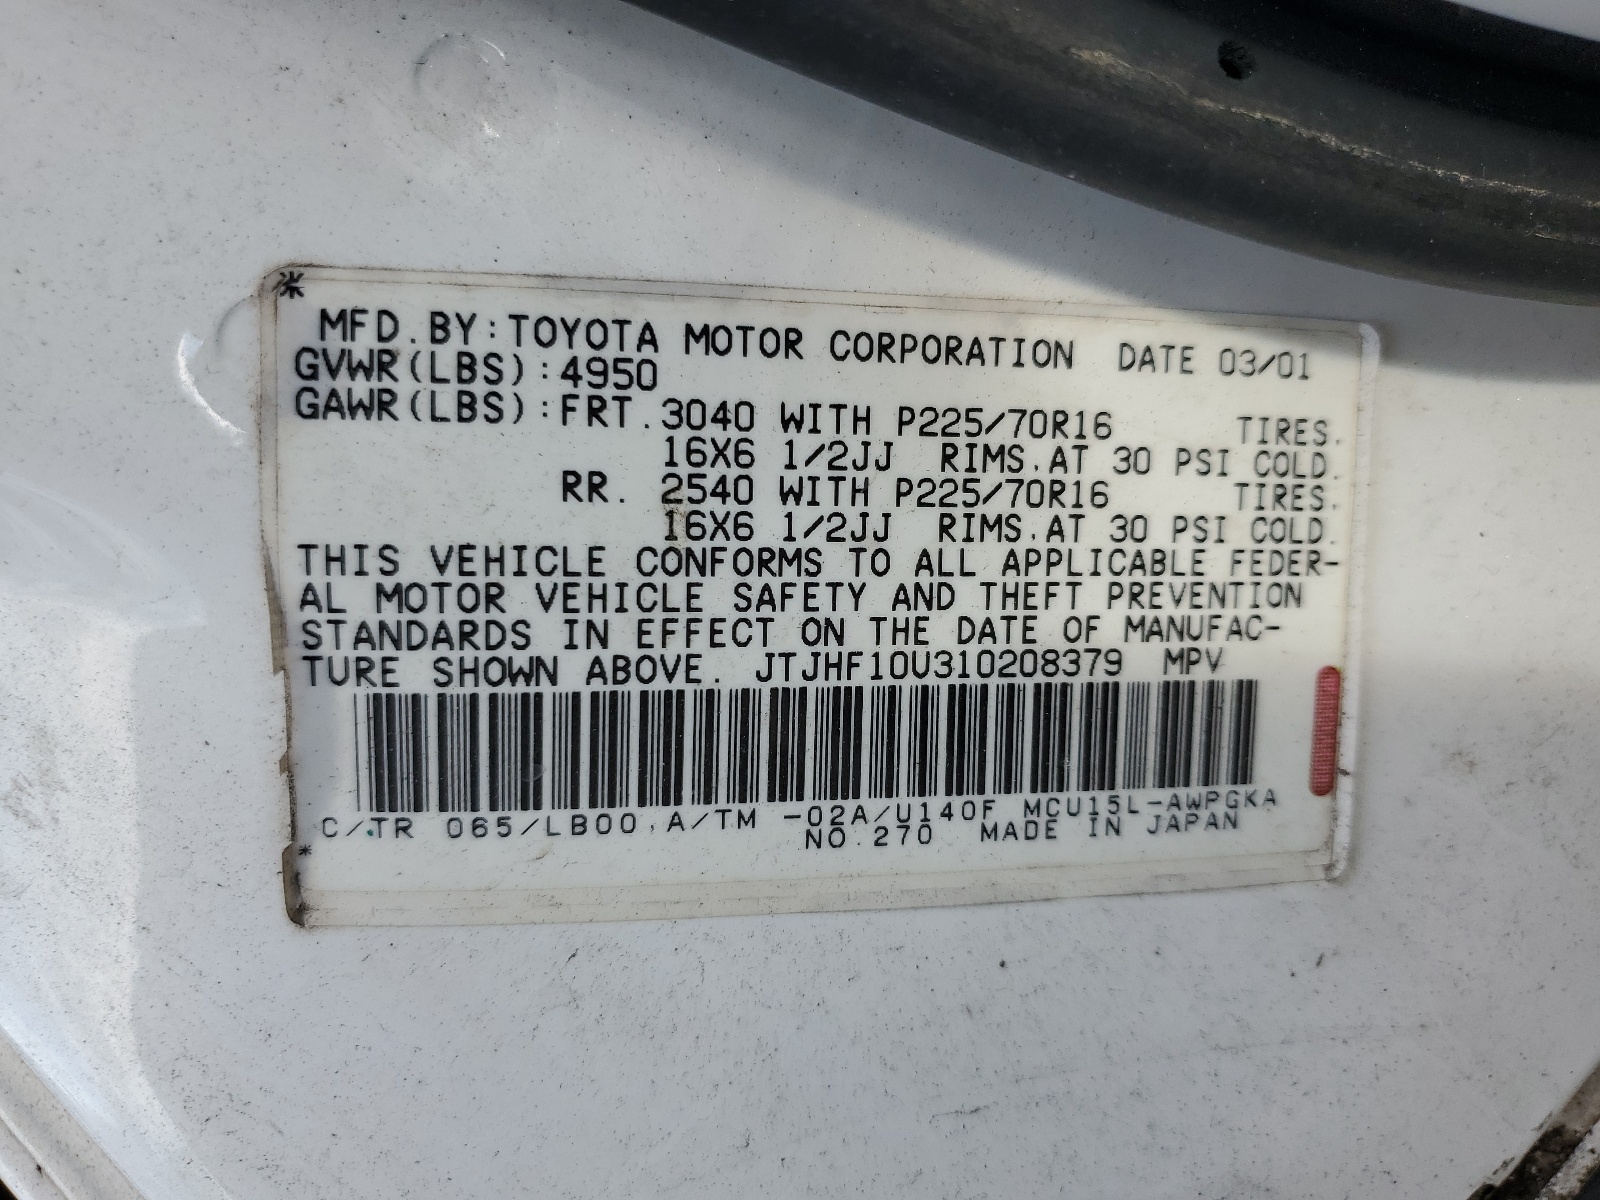 MFD.BY:TOYOTA MOTOR CORPORATION DATE 03/01
GVWR(LBS):4950
GAWR(LBS):FRT.3040 WITH P225/70R16 TIRES.
16X6 1/2JJ RIMS.AT 30 PSI COLD.
RR. 2540 WITH P225/70R16 TIRES.
16X6 1/2JJ RIMS.AT 30 PSI COLD.
THIS VEHICLE CONFORMS TO ALL APPLICABLE FEDER-
AL MOTOR VEHICLE SAFETY AND THEFT PREVENTION
STANDARDS IN EFFECT ON THE DATE OF MANUFAC-
TURE SHOWN ABOVE. JTJHF10U310208379 MPV
C/TR 065/LB00,A/TM -02A/U140F MCU15L-AWPGKA
NO.270 MADE IN JAPAN